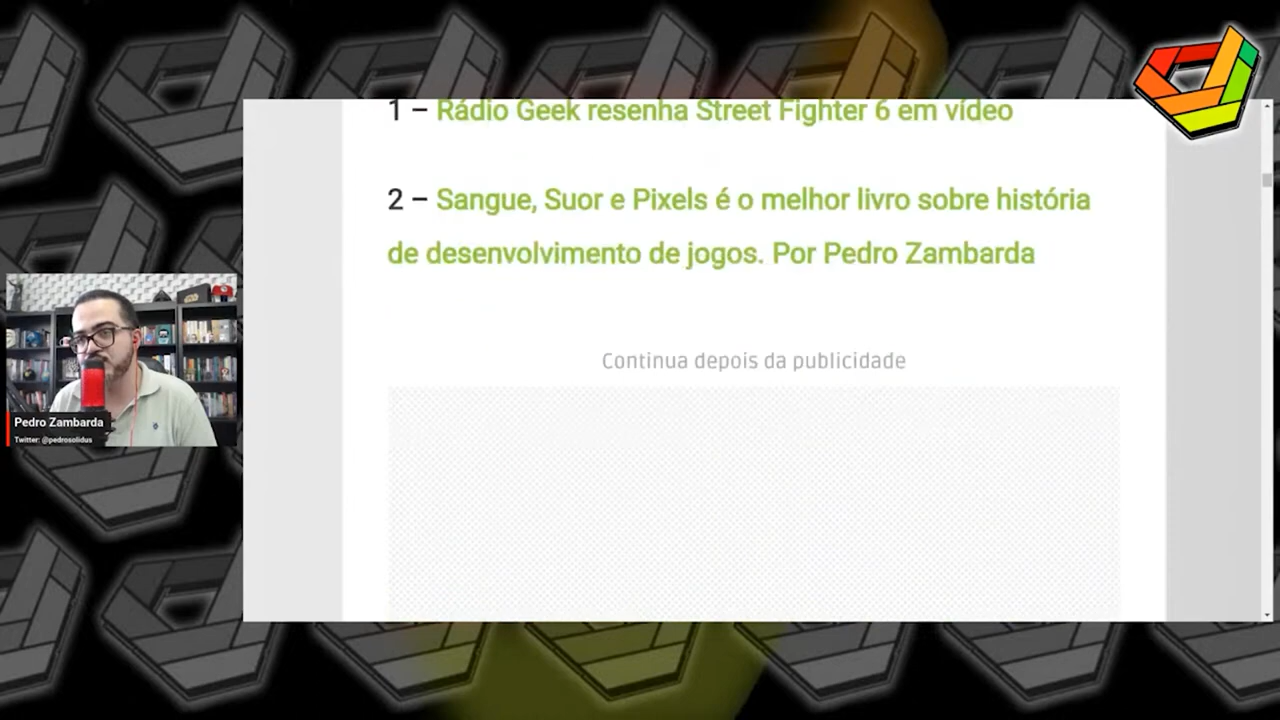 1 – Rádio Geek resenha Street Fighter 6 em vídeo
2 – Sangue, Suor e Pixels é o melhor livro sobre história
de desenvolvimento de jogos. Por Pedro Zambarda
Continua depois da publicidade
Pedro Zambarda
Twitter: @pedrosolidus